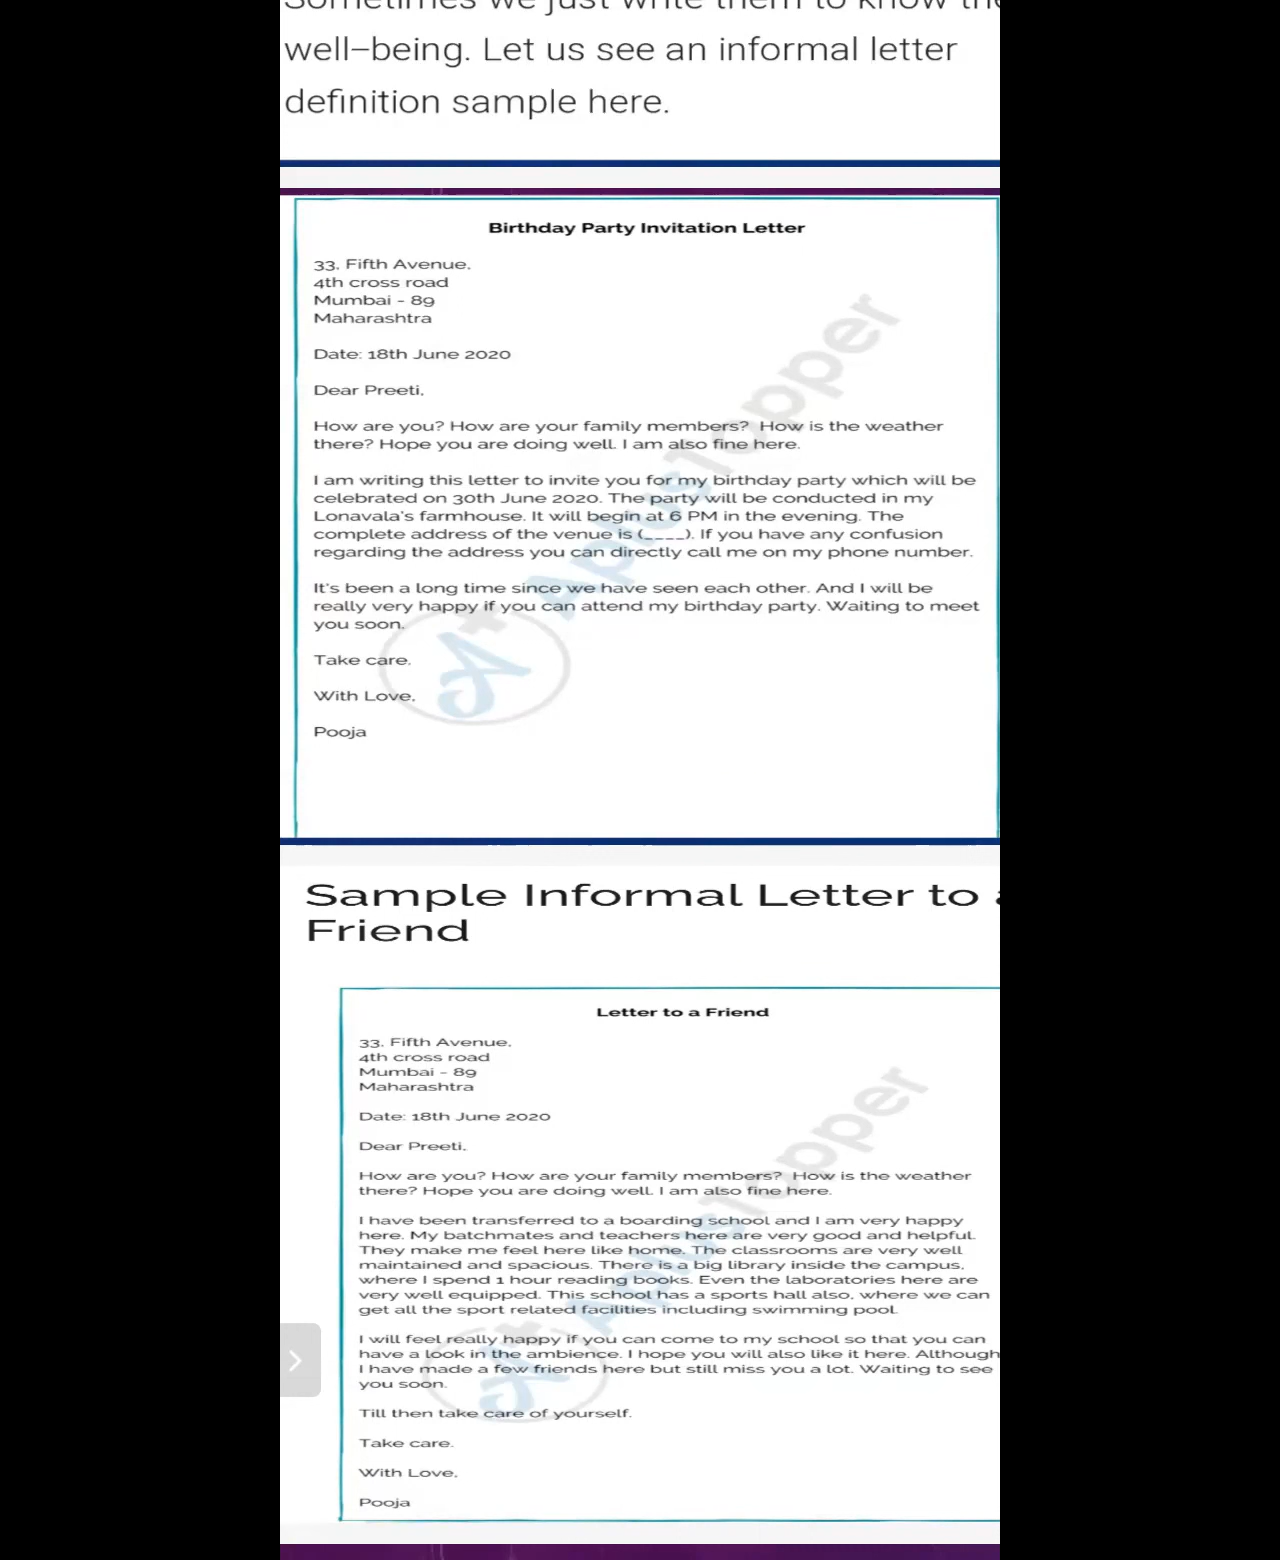 well–being. Let us see an informal letter
definition sample here.
Birthday Party Invitation Letter
33, Fifth Avenue,
4th cross road
Mumbai - 89
Maharashtra
Date: 18th June 2020
Dear Preeti,
How are you? How are your family members? How is the weather
there? Hope you are doing well. I am also fine here.
I am writing this letter to invite you for my birthday party which will be
celebrated on 30th June 2020. The party will be conducted in my
Lonavala's farmhouse. It will begin at 6 PM in the evening. The
complete address of the venue is (____). If you have any confusion
regarding the address you can directly call me on my phone number.
It's been a long time since we have seen each other. And I will be
really very happy if you can attend my birthday party. Waiting to meet
you soon.
Take care.
With Love,
Pooja
AplusTopper
Sample Informal Letter to
Friend
Letter to a Friend
33, Fifth Avenue,
4th cross road
Mumbai - 89
Maharashtra
Date: 18th June 2020
Dear Preeti,
How are you? How are your family members? How is the weather
there? Hope you are doing well. I am also fine here.
I have been transferred to a boarding school and I am very happy
here. My batchmates and teachers here are very good and helpful.
They make me feel here like home. The classrooms are very well
maintained and spacious. There is a big library inside the campus,
where I spend 1 hour reading books. Even the laboratories here are
very well equipped. This school has a sports hall also, where we can
get all the sport related facilities including swimming pool.
I will feel really happy if you can come to my school so that you can
have a look in the ambience. I hope you will also like it here. Although
I have made a few friends here but still miss you a lot. Waiting to see
you soon.
Till then take care of yourself.
Take care.
With Love,
Pooja
AplusTopper